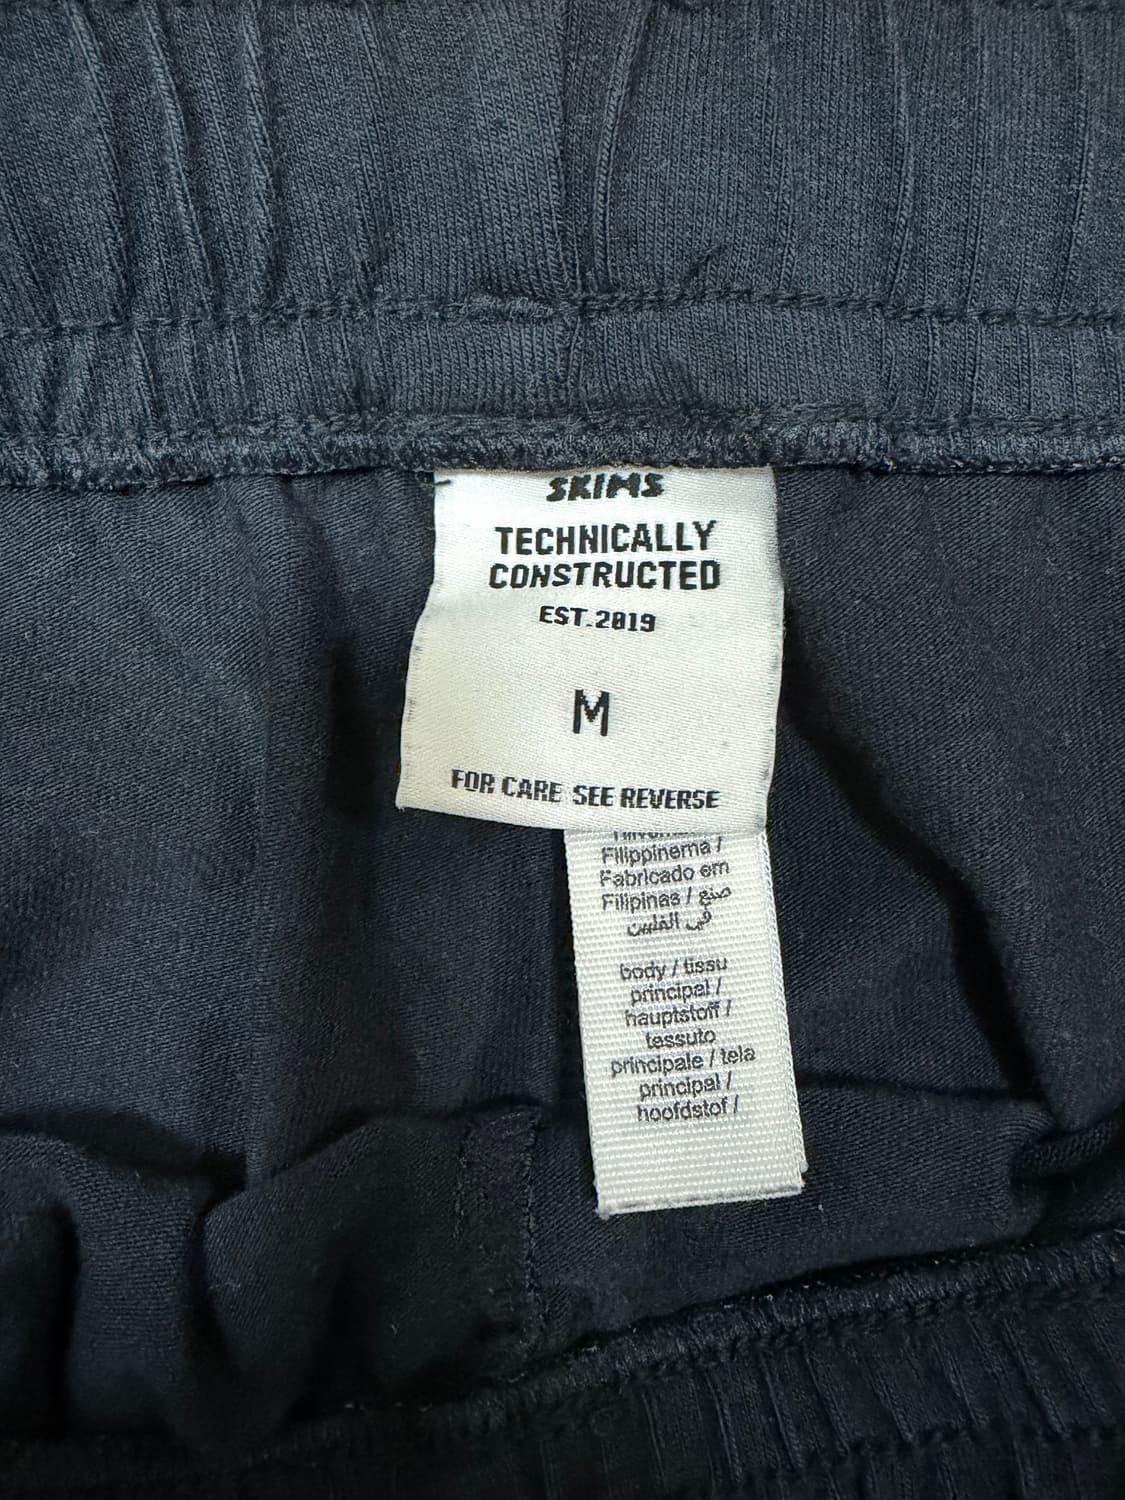 SKIMS
TECHNICALLY
CONSTRUCTED
EST.2019
M
FOR CARE SEE REVERSE
Filippinerna /
Fabricado em
Filipinas / صنع
في الفلبين
body / tissu
principal /
hauptstoff /
tessuto
principale / tela
principal /
hoofdstof /